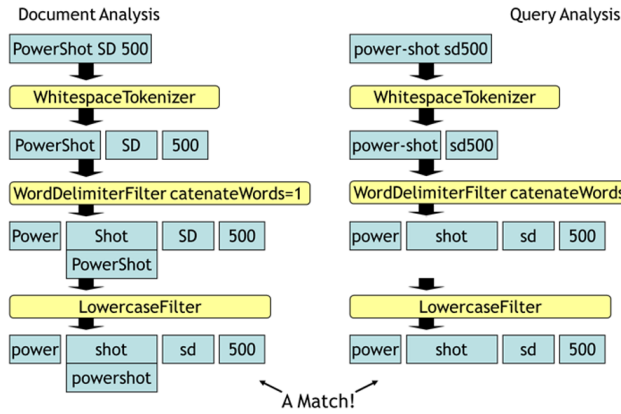 Document Analysis
PowerShot SD 500
WhitespaceTokenizer
PowerShot SD 500
WordDelimiterFilter catenateWords=1
Power Shot SD 500
PowerShot
LowercaseFilter
power shot sd 500
powershot
Query Analysis
power-shot sd500
WhitespaceTokenizer
power-shot sd500
WordDelimiterFilter catenateWords
power shot sd 500
LowercaseFilter
power shot sd 500
A Match!